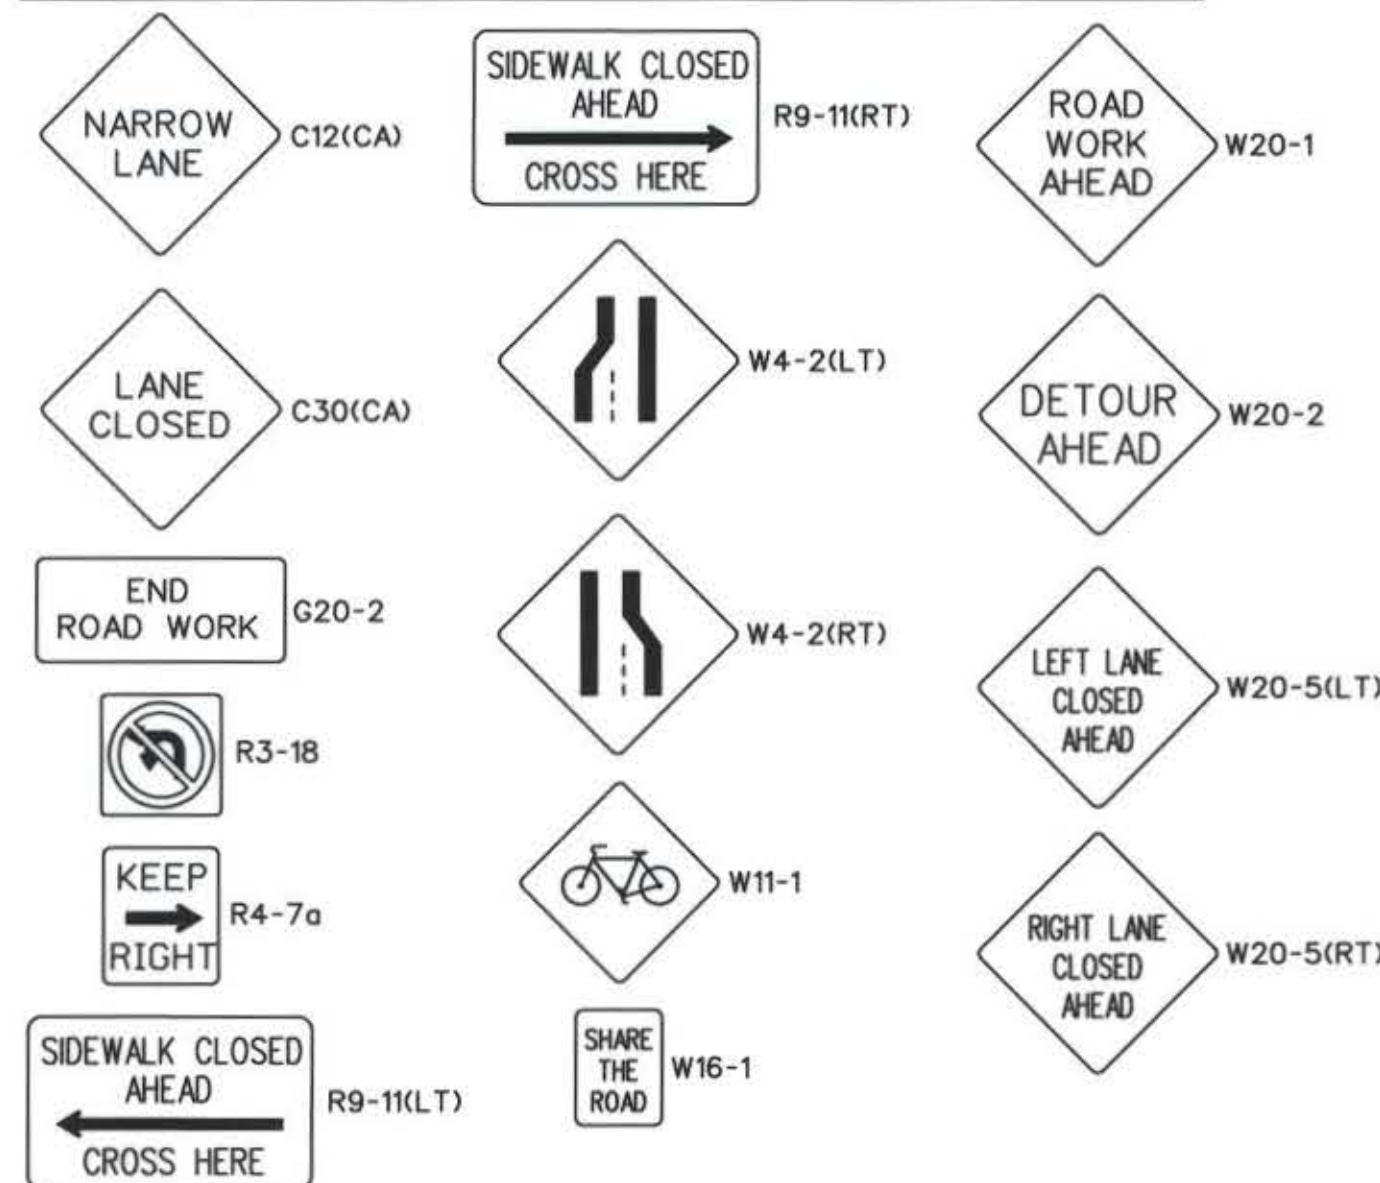 NARROW
LANE
C12(CA)
LANE
CLOSED
C30(CA)
END
ROAD WORK
G20-2
R3-18
KEEP
RIGHT
R4-7a
SIDEWALK CLOSED
AHEAD
CROSS HERE
R9-11(LT)
SIDEWALK CLOSED
AHEAD
CROSS HERE
R9-11(RT)
W4-2(LT)
W4-2(RT)
W11-1
SHARE
THE
ROAD
W16-1
ROAD
WORK
AHEAD
W20-1
DETOUR
AHEAD
W20-2
LEFT LANE
CLOSED
AHEAD
W20-5(LT)
RIGHT LANE
CLOSED
AHEAD
W20-5(RT)